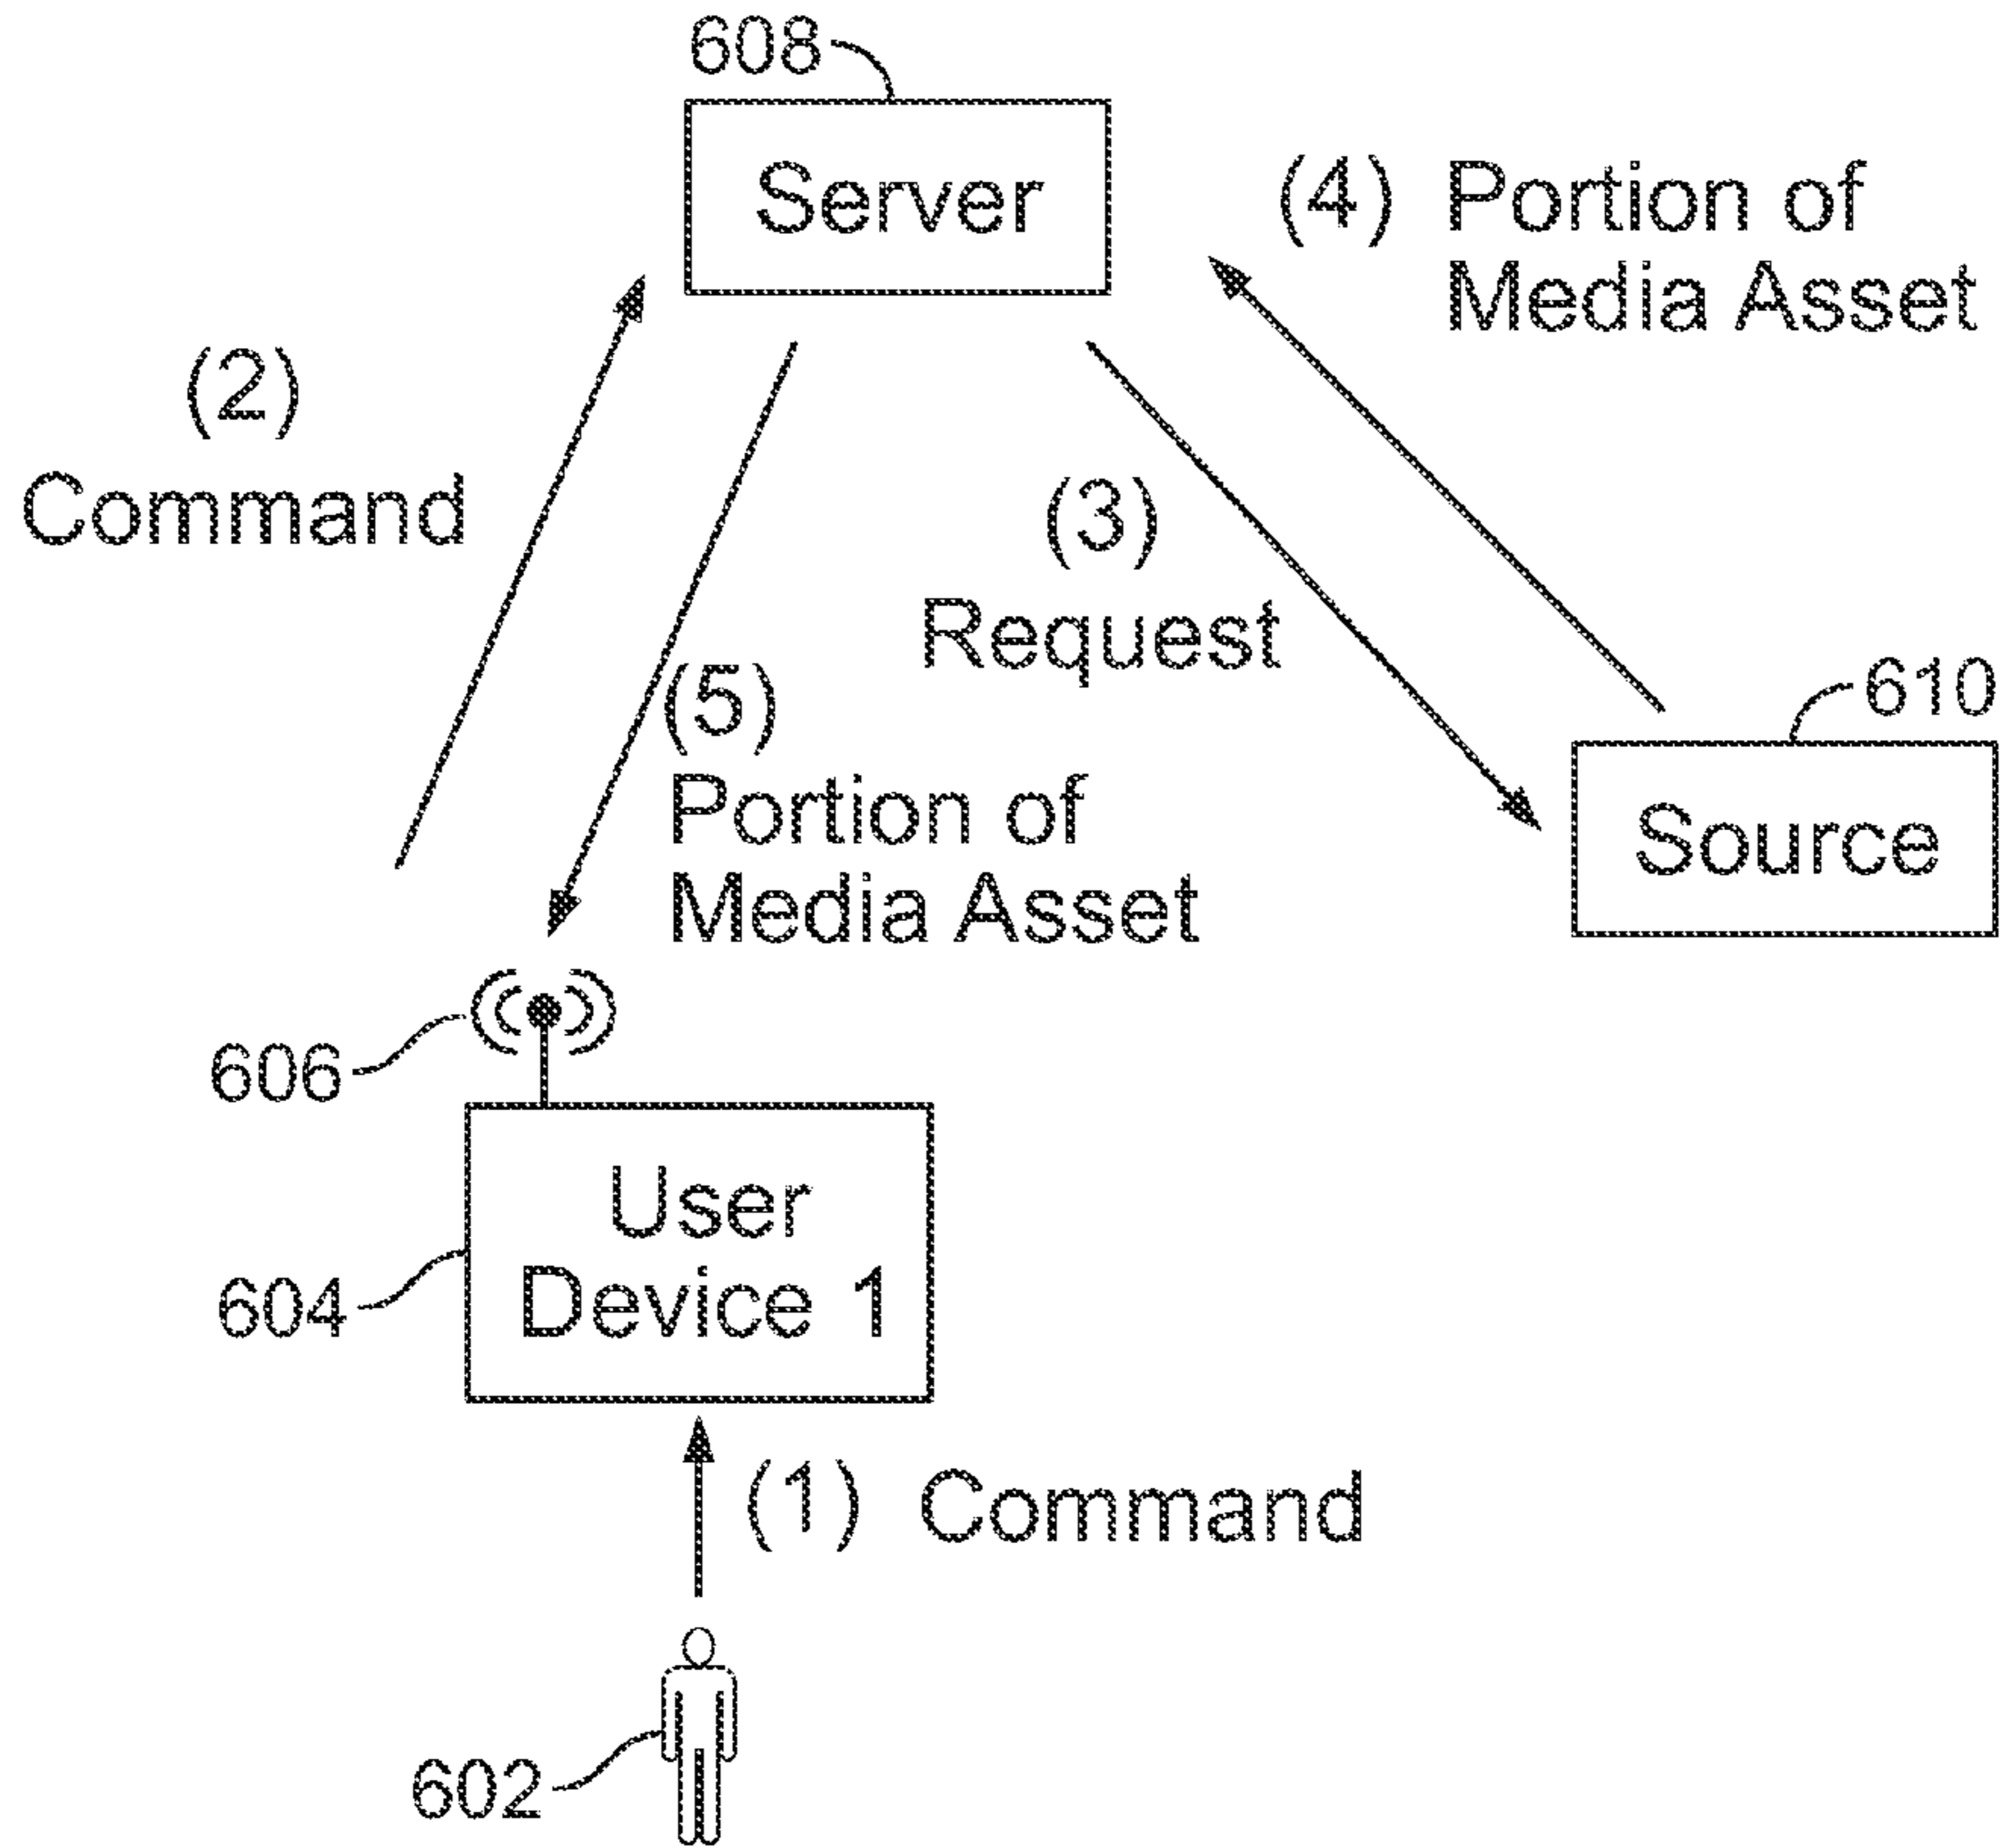 608
Server
(4) Portion of
Media Asset
(2)
Command
(3)
Request
(5)
Portion of
Media Asset
610
Source
606
User
Device 1
604
(1) Command
602